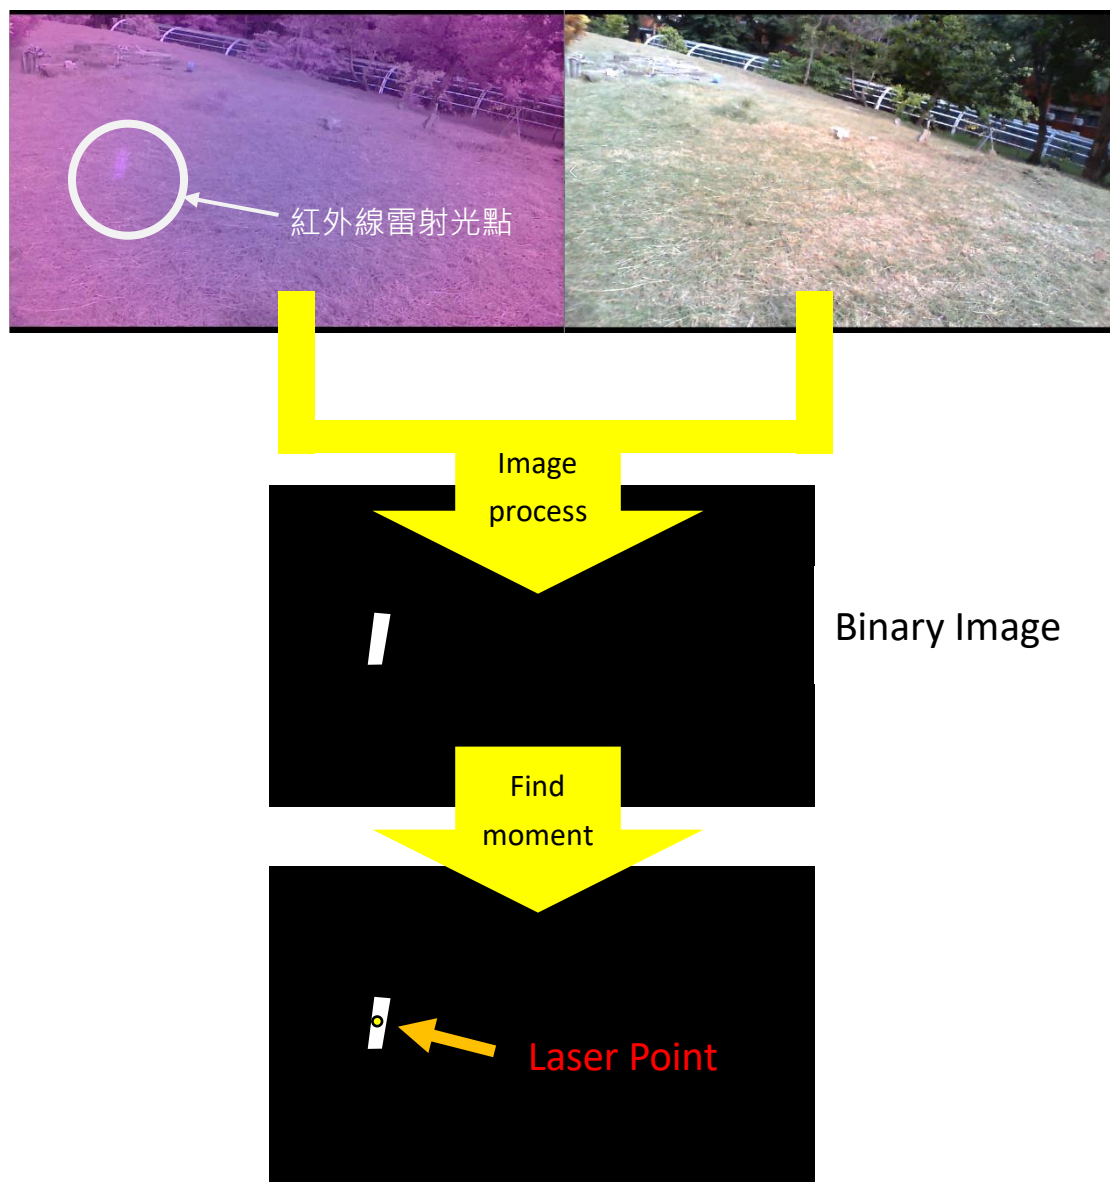 紅外線雷射光點
Image
process
Binary Image
Find
moment
Laser Point